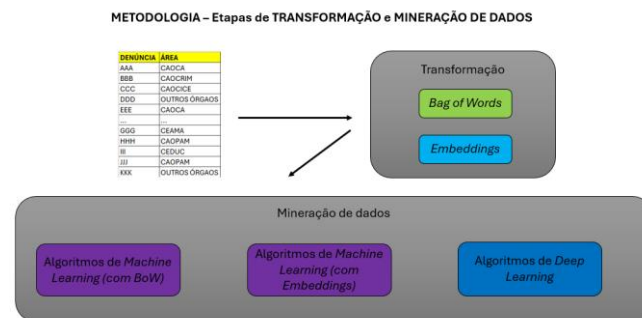 METODOLOGIA – Etapas de TRANSFORMAÇÃO e MINERAÇÃO DE DADOS
DENÚNCIA ÁREA
AAA CAOCA
BBB CAOCRIM
CCC CAOCICE
DDD OUTROS ÓRGAOS
EEE CAOCA
.... ...
GGG CEAMA
HHH CAOPAM
III CEDUC
JJJ CAOPAM
KKK OUTROS ÓRGAOS
Transformação
Bag of Words
Embeddings
Mineração de dados
Algoritmos de Machine
Learning (com BoW)
Algoritmos de Machine
Learning (com
Embeddings)
Algoritmos de Deep
Learning